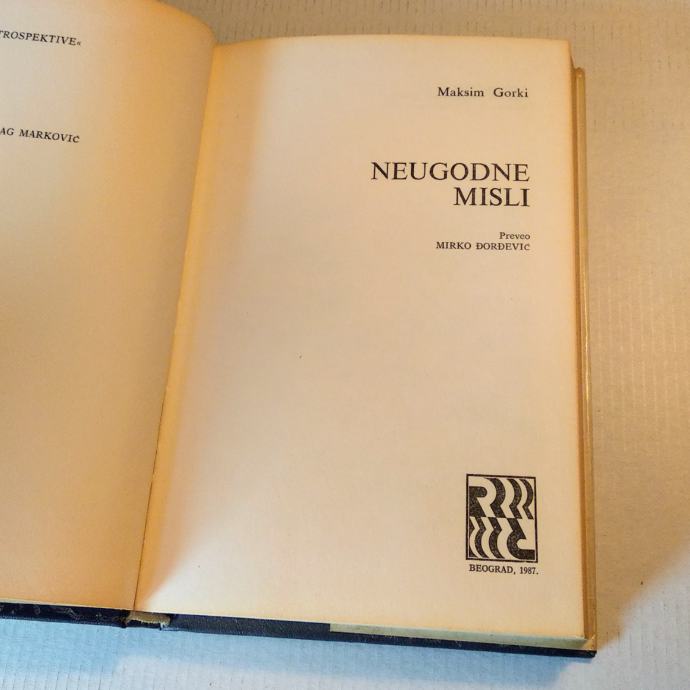 TROSPEKTIVE«
AG MARKOVIĆ
Maksim Gorki
NEUGODNE
MISLI
Preveo
MIRKO ĐORĐEVIĆ
BEOGRAD, 1987.